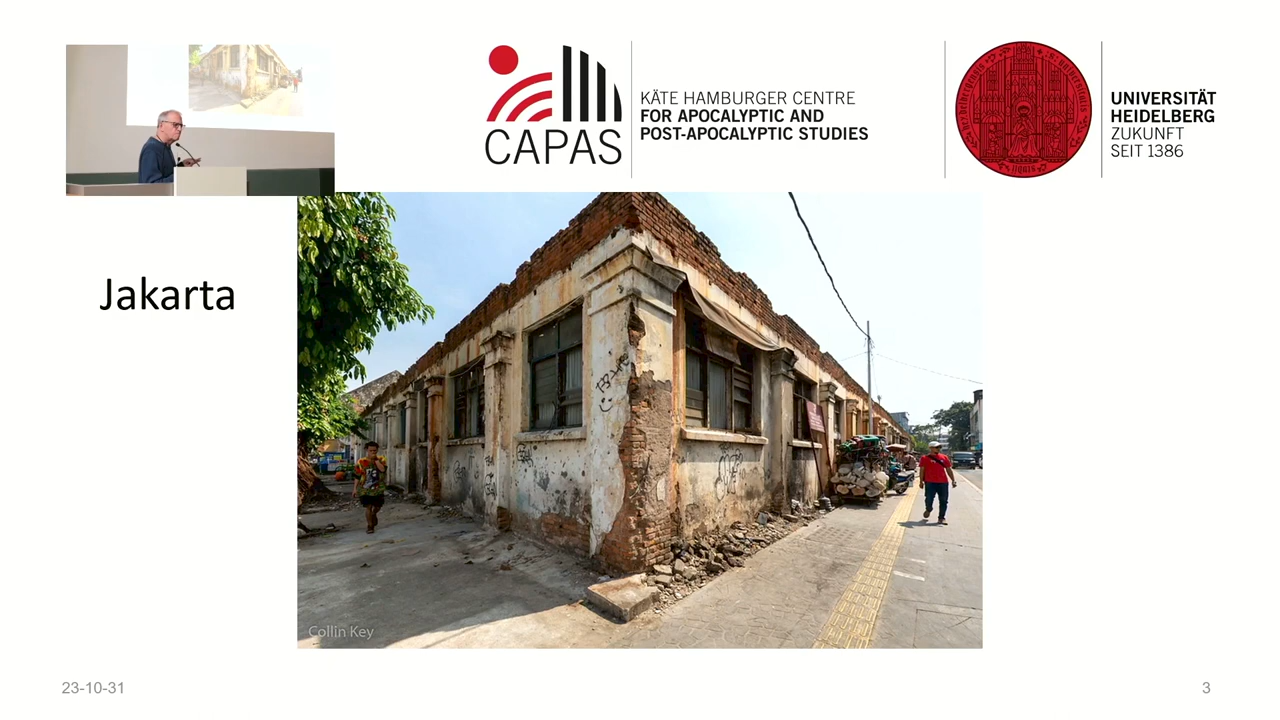 CAPAS
KÄTE HAMBURGER CENTRE
FOR APOCALYPTIC AND
POST-APOCALYPTIC STUDIES
UNIVERSITÄT
HEIDELBERG
ZUKUNFT
SEIT 1386
Jakarta
Collin Key
23-10-31
3